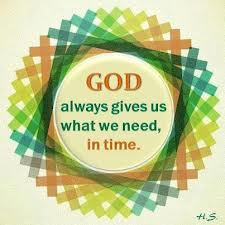 GOD
always gives us
what we need,
in time.
H.S.